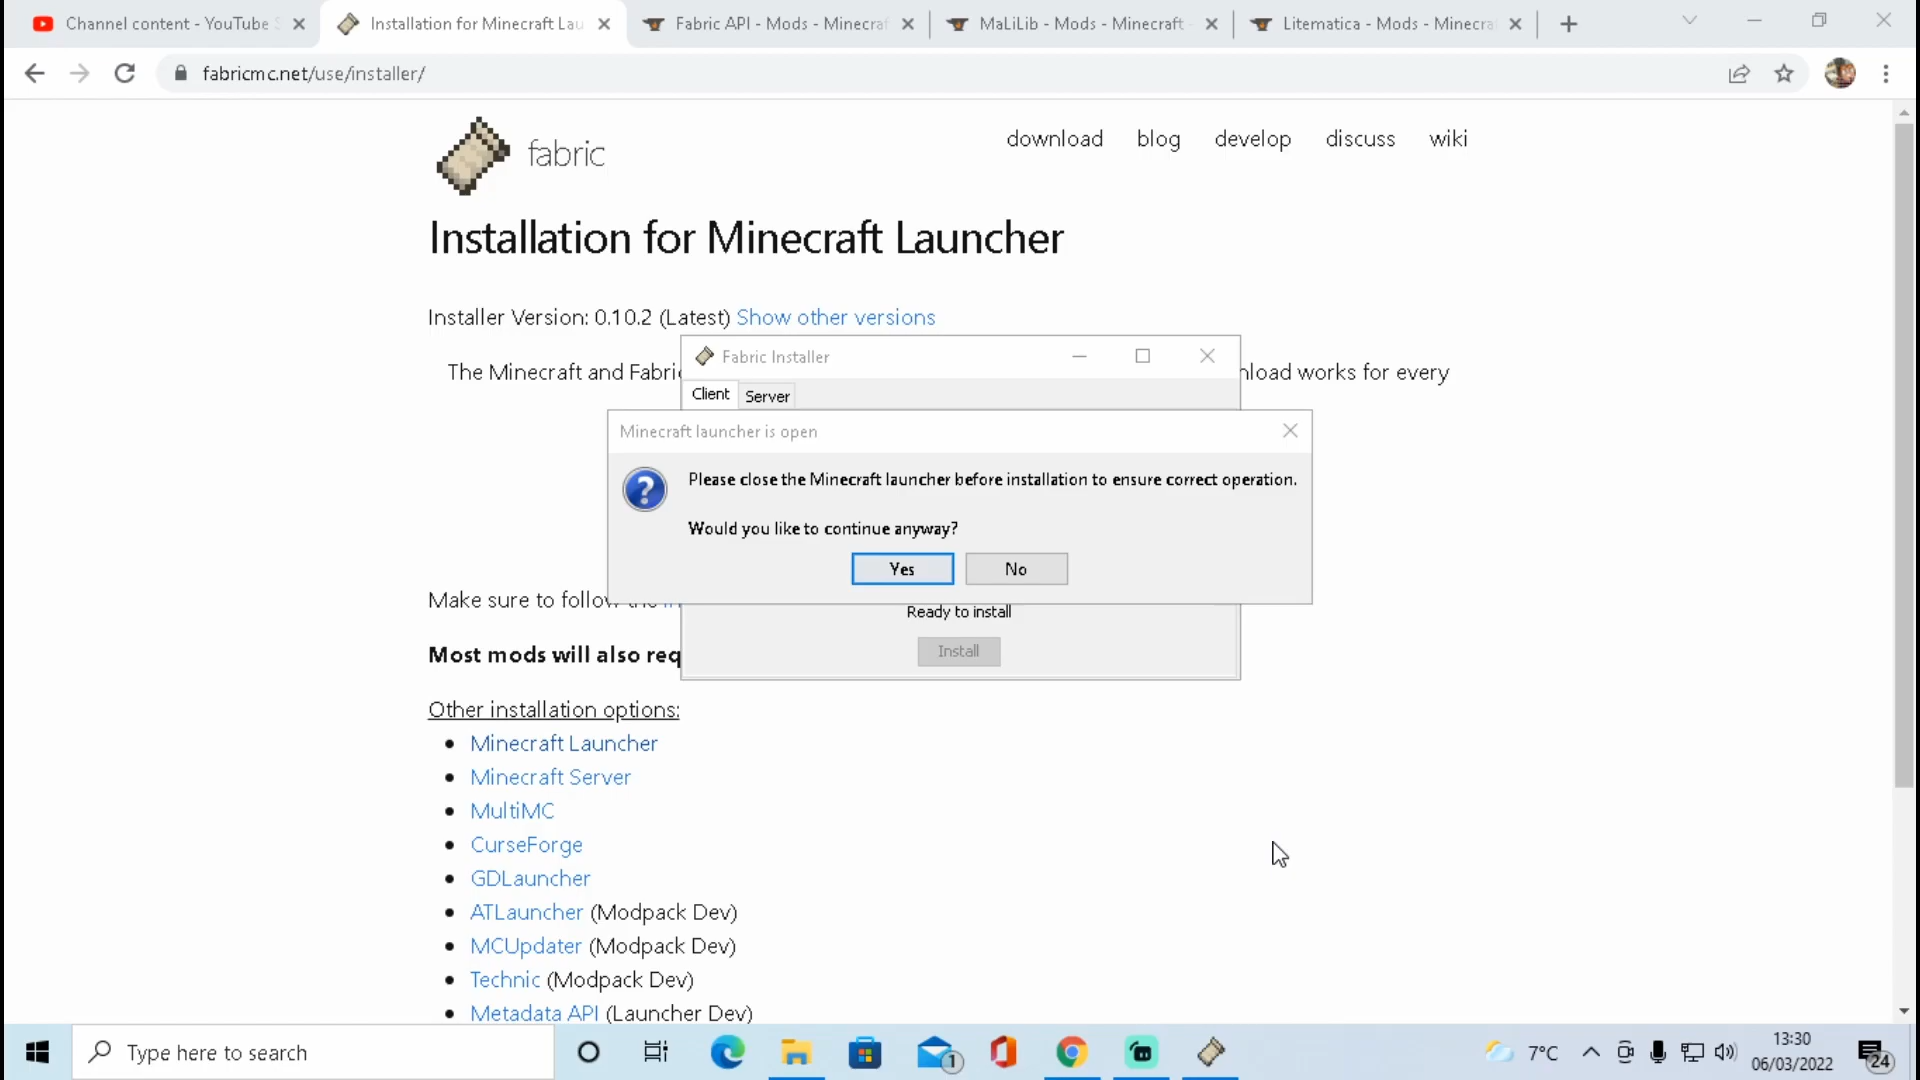 Channel content - YouTube S
Installation for Minecraft Lau
Fabric API - Mods - Minecraf
MaLiLib - Mods - Minecraft -
Litematica - Mods - Minecra
fabricmc.net/use/installer/
fabric
download
blog
develop
discuss
wiki
Installation for Minecraft Launcher
Installer Version: 0.10.2 (Latest) Show other versions
Fabric Installer
The Minecraft and Fabri
nload works for every
Client
Server
Minecraft launcher is open
Please close the Minecraft launcher before installation to ensure correct operation.
Would you like to continue anyway?
Yes
No
Make sure to follow the
Ready to install
Install
Most mods will also req
Other installation options:
Minecraft Launcher
Minecraft Server
MultiMC
CurseForge
GDLauncher
ATLauncher (Modpack Dev)
MCUpdater (Modpack Dev)
Technic (Modpack Dev)
Metadata API (Launcher Dev)
Type here to search
1
7°C
13:30
06/03/2022
24